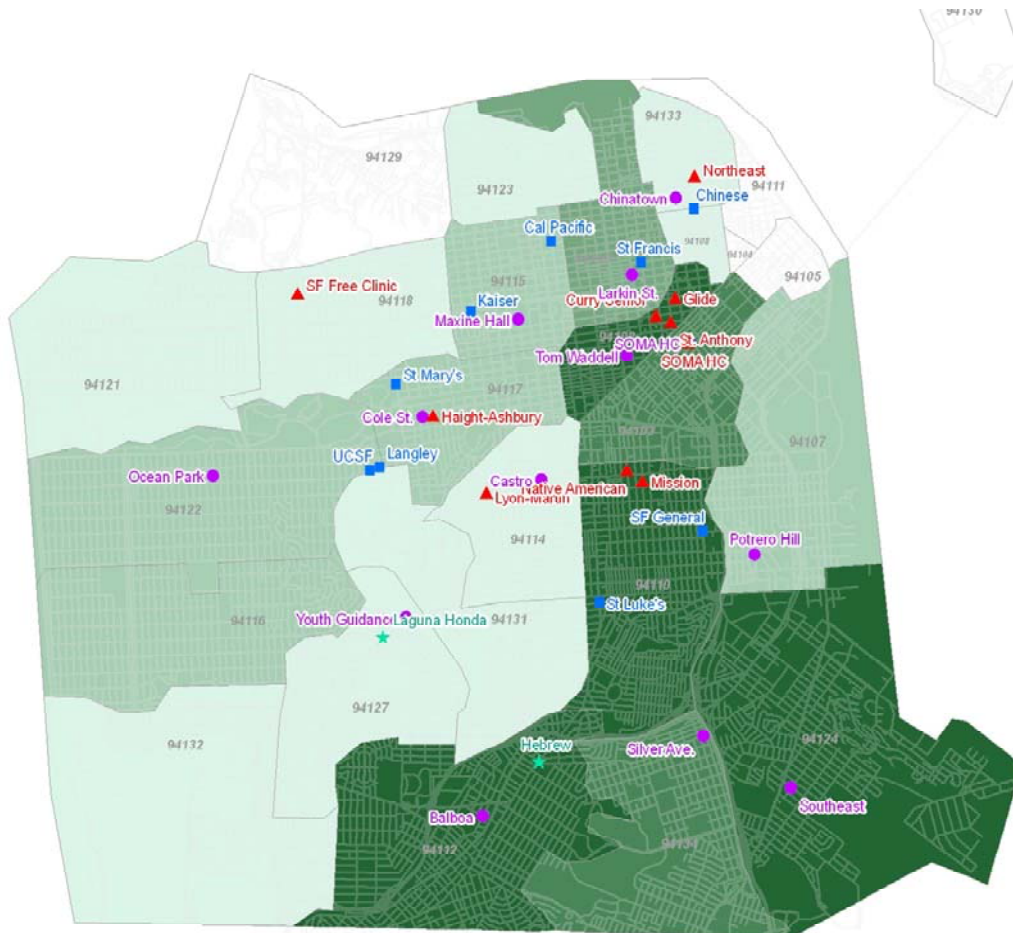 94130
94133
94129
Northeast
94111
94123
Chinatown
Chinese
Cal Pacific
94108
St Francis
94104
94105
Larkin St.
SF Free Clinic
94118
94115
Kaiser
Curry Senior
Glide
Maxine Hall
St. Anthony
SOMA HC
Tom Waddell
SOMA HC
94121
St Mary's
94117
Cole St.
Haight-Ashbury
94103
94107
UCSF
Langley
Ocean Park
Castro
Native American
Mission
Lyon-Martin
94122
SF General
94114
Potrero Hill
94110
St Luke's
94116
Youth Guidance
Laguna Honda
94131
94127
94132
Hebrew
Silver Ave.
94124
Southeast
Balboa
94112
94134